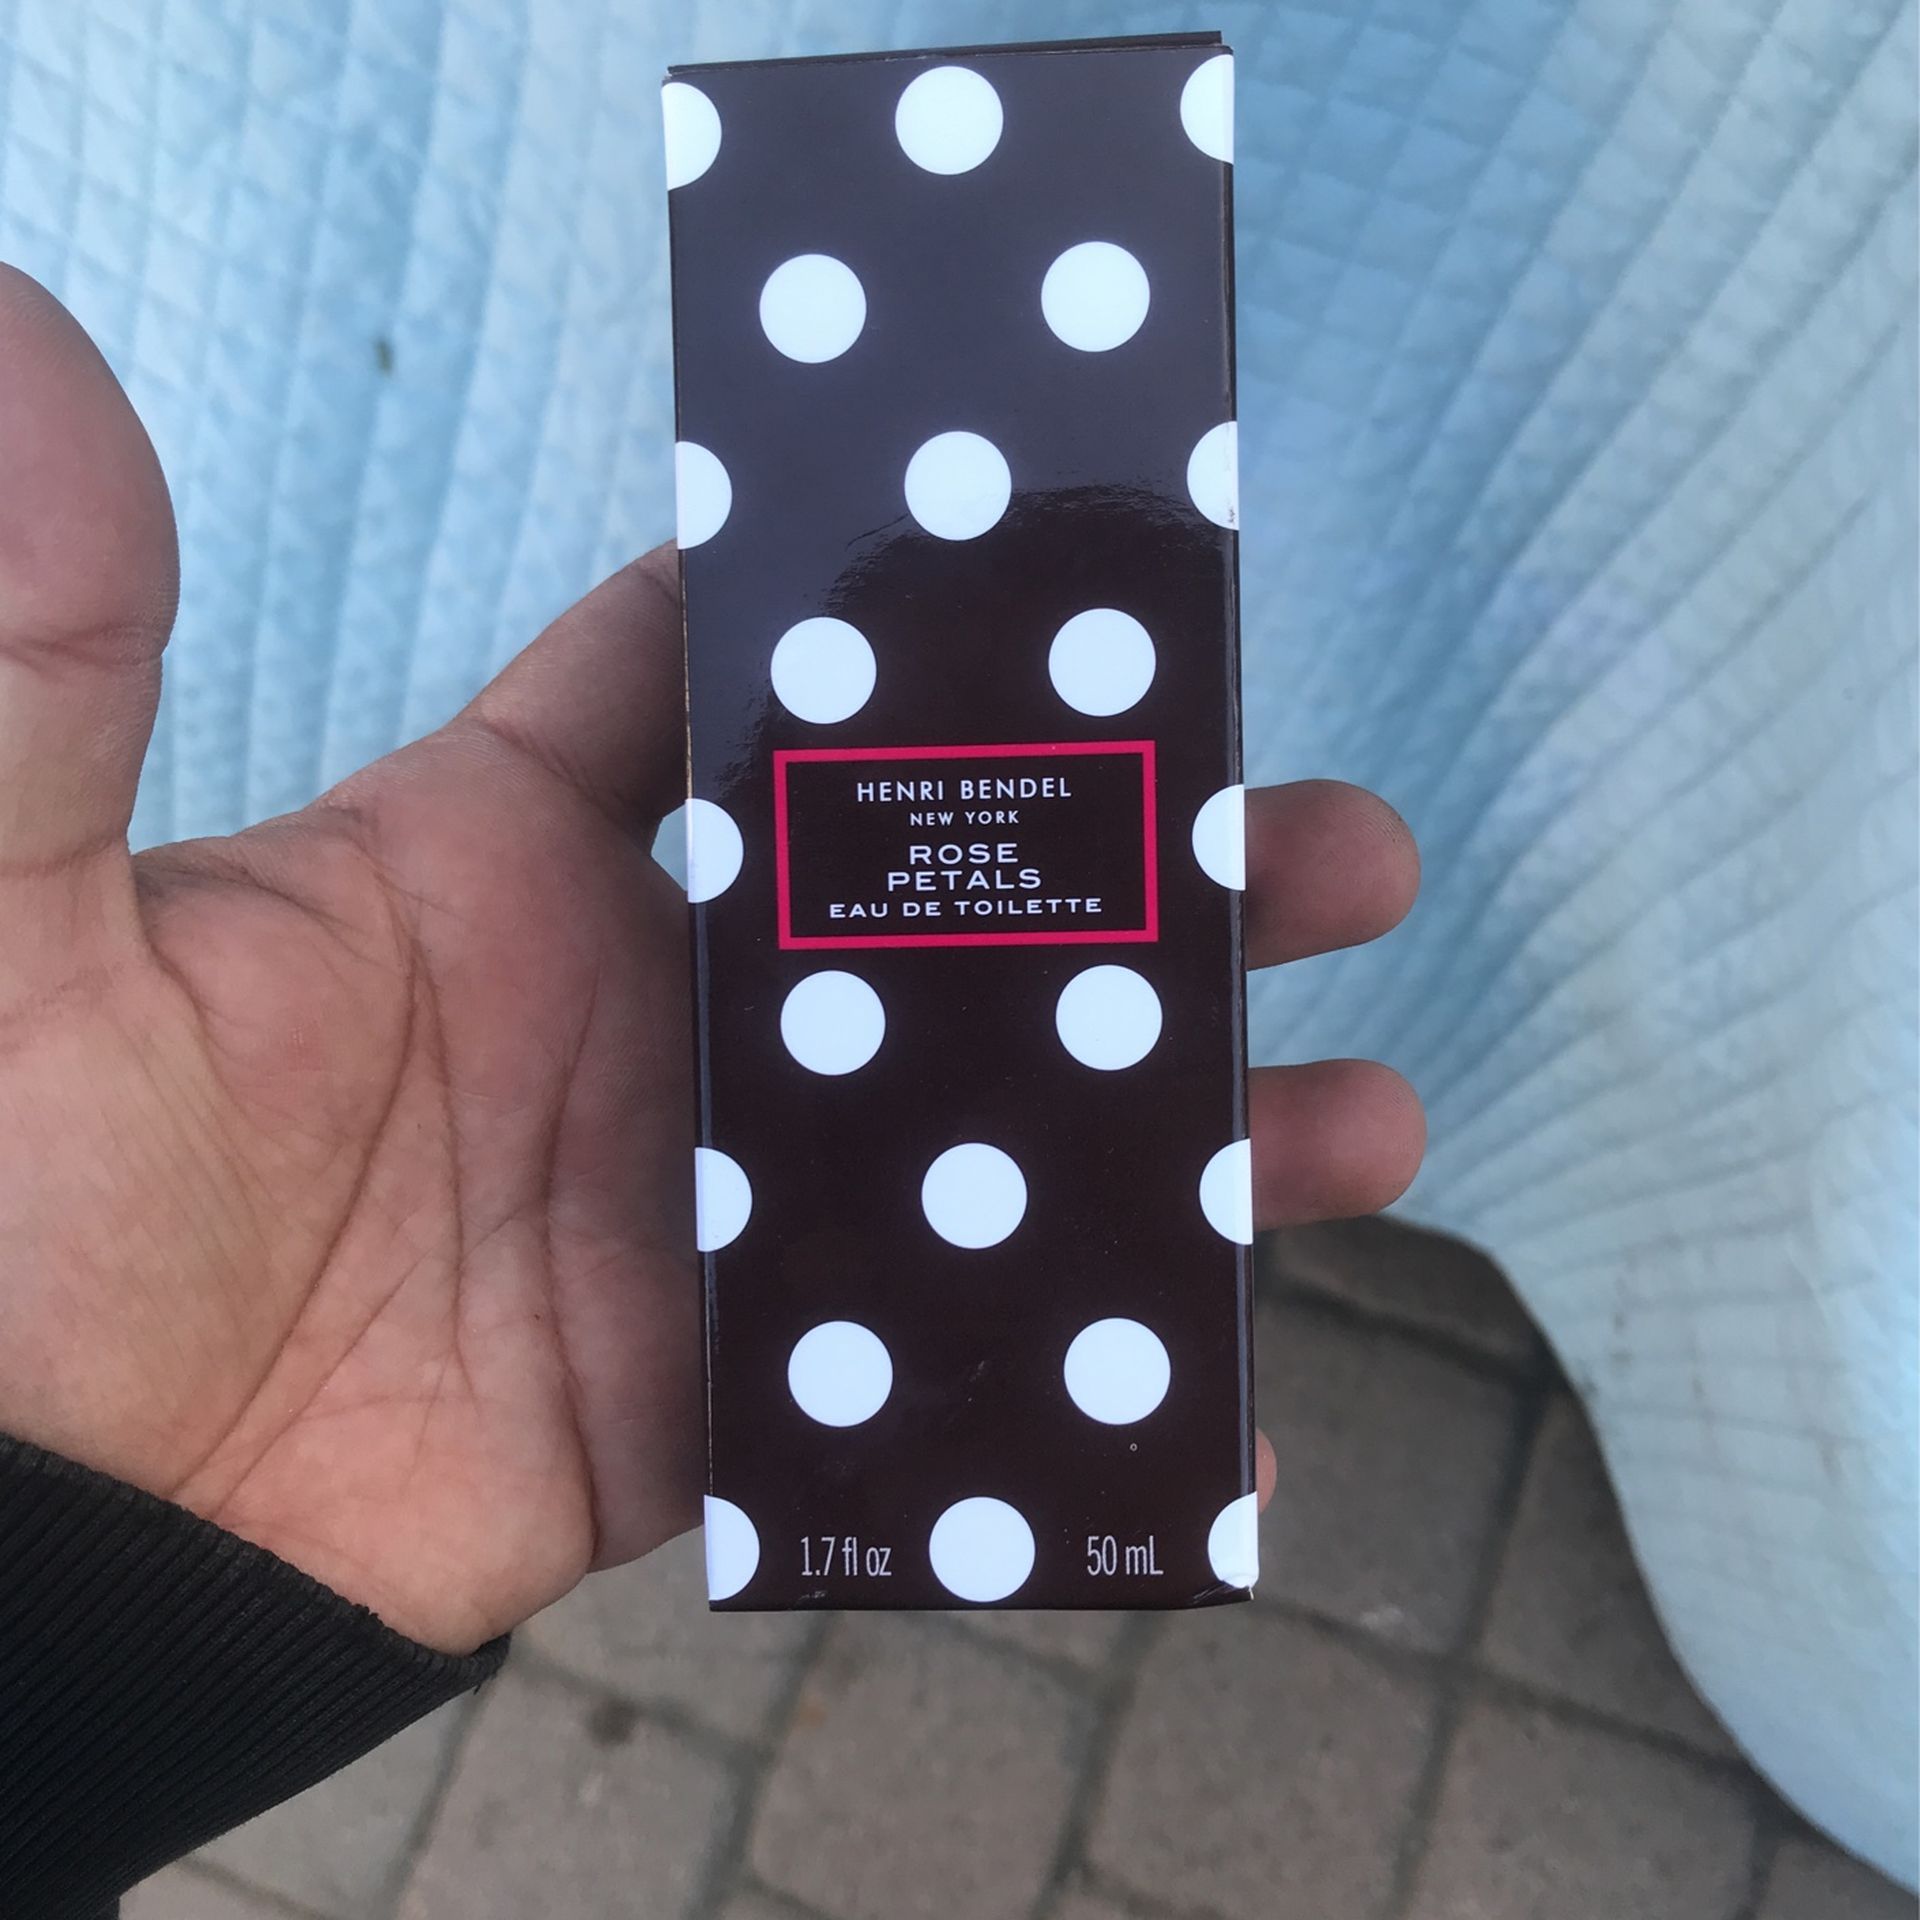 HENRI BENDEL
NEW YORK
ROSE
PETALS
EAU DE TOILETTE
1.7 fl oz 50 mL